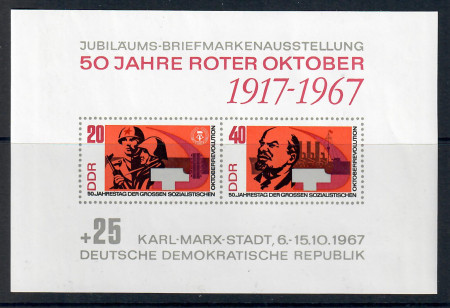 JUBILÄUMS-BRIEFMARKENAUSSTELLUNG
50 JAHRE ROTER OKTOBER
1917-1967
20
DDR
50.JAHRESTAG DER GROSSEN SOZIALISTISCHEN
OKTOBERREVOLUTION
40
DDR
50.JAHRESTAG DER GROSSEN SOZIALISTISCHEN
OKTOBERREVOLUTION
+25
KARL-MARX-STADT, 6.-15.10.1967
DEUTSCHE DEMOKRATISCHE REPUBLIK